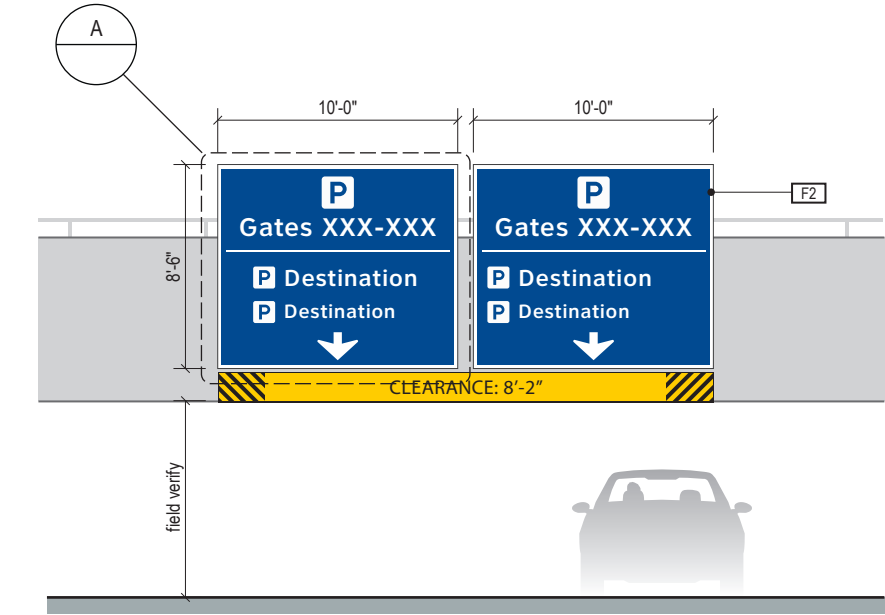 A
10'-0" 10'-0"
P P
F2
Gates XXX-XXX Gates XXX-XXX
8'-6"
P Destination P Destination
P Destination P Destination
CLEARANCE: 8’-2”
field verify